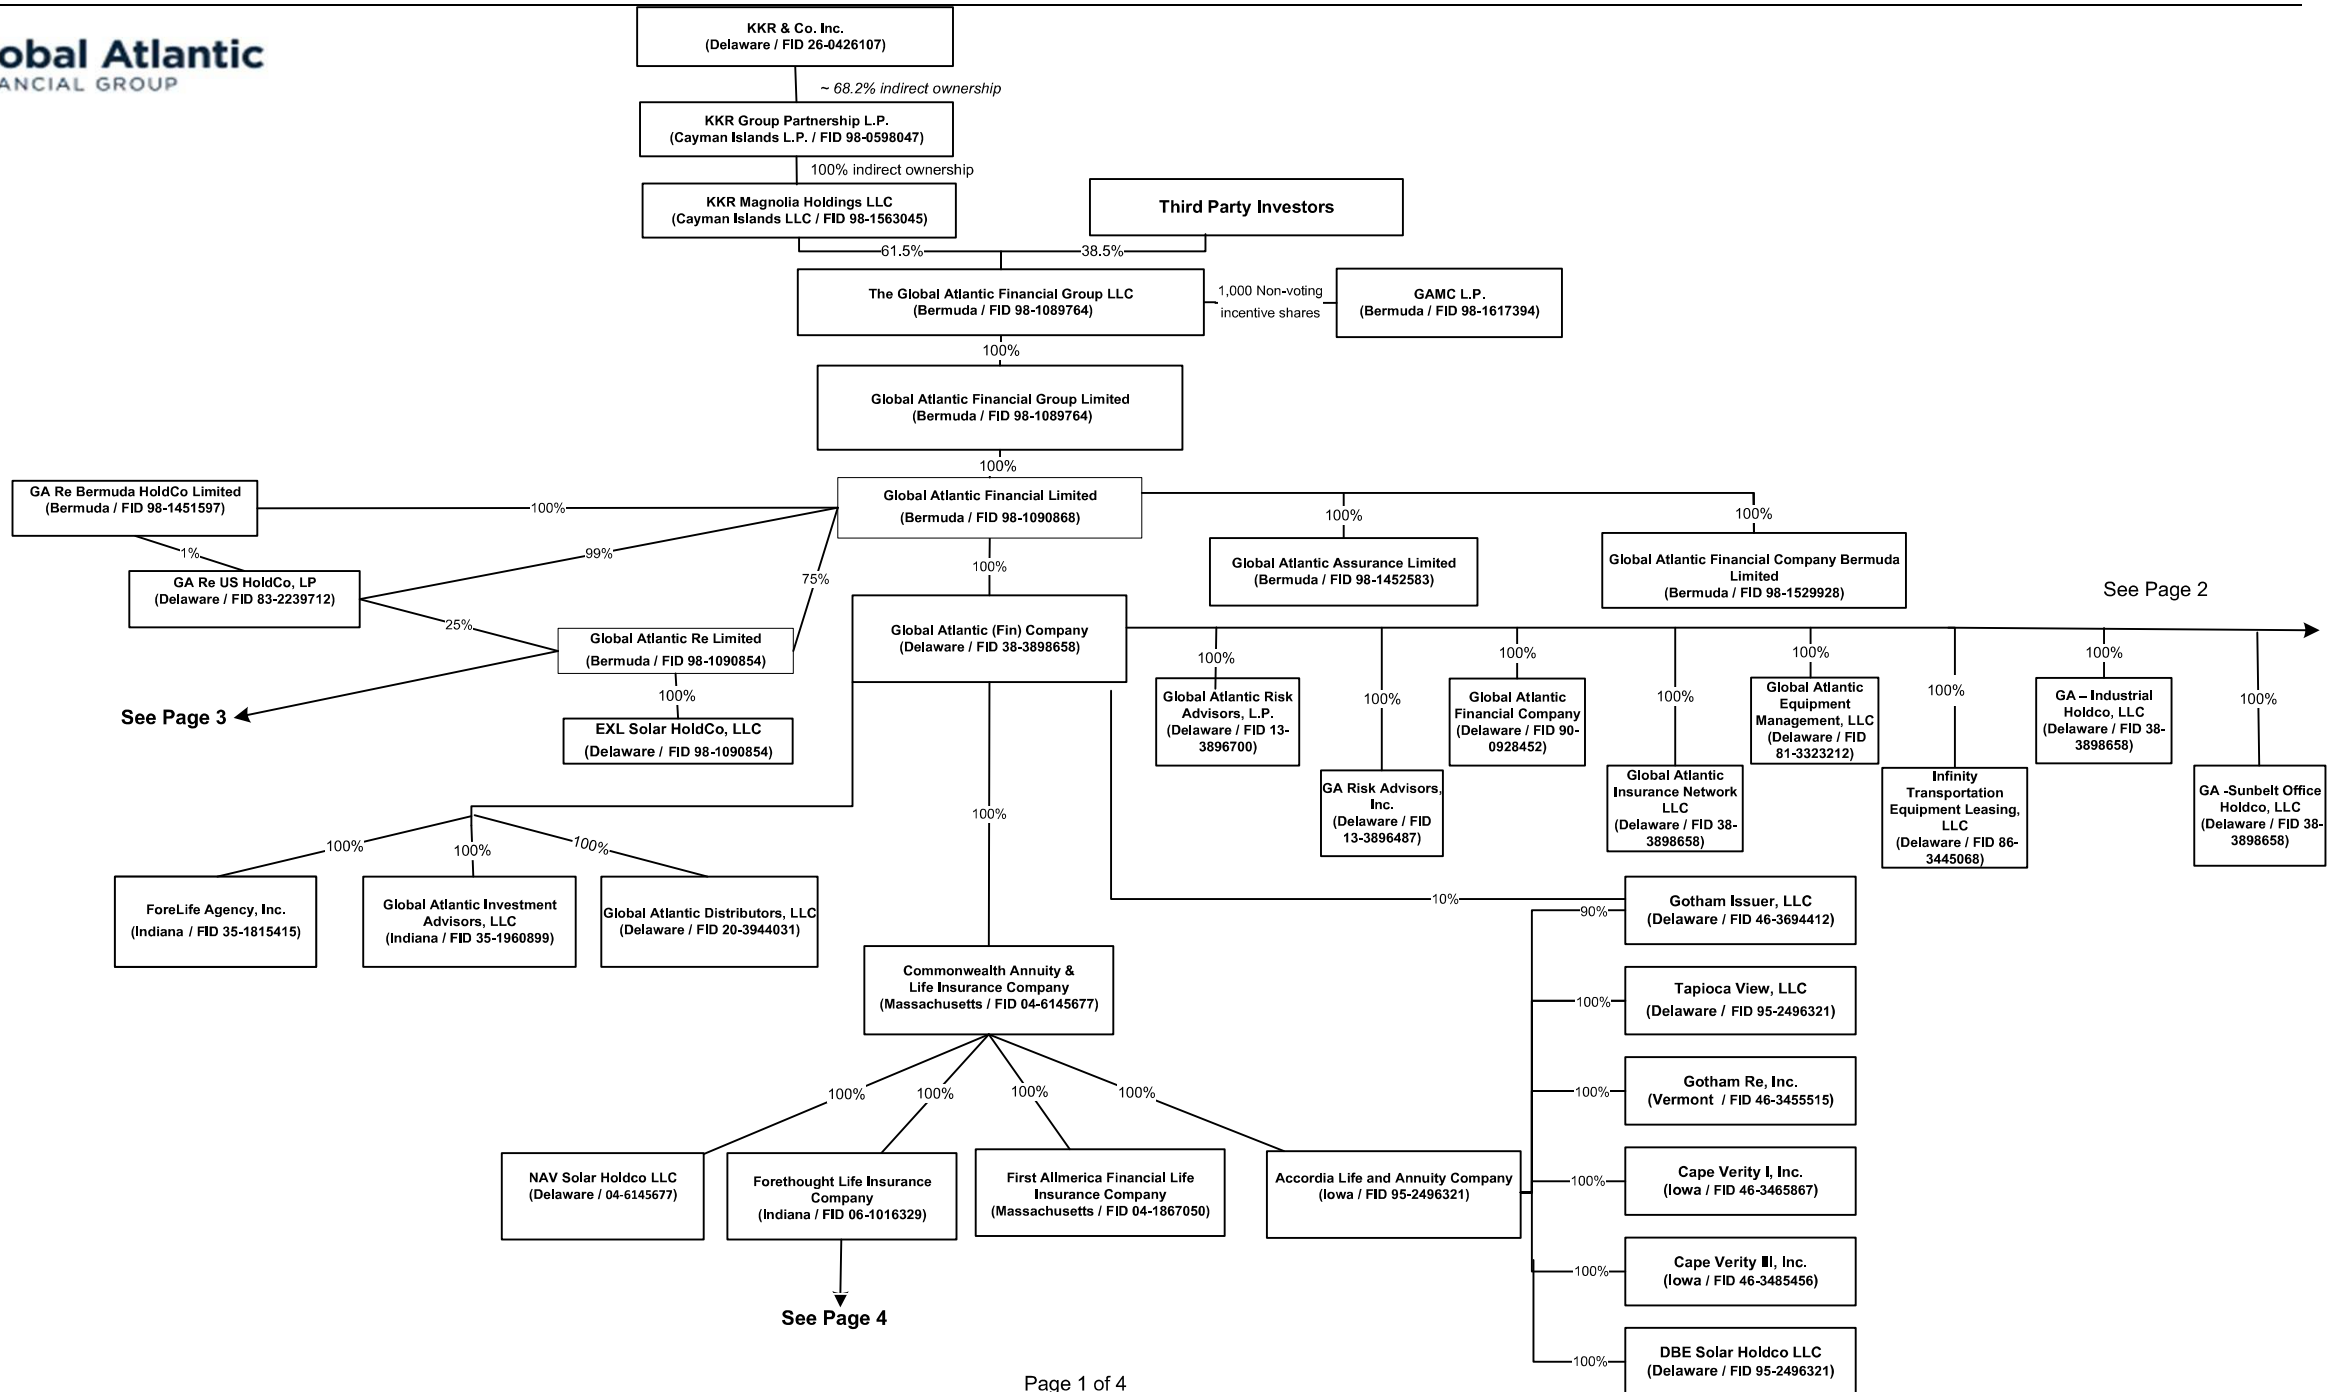 obal Atlantic
ANCIAL GROUP
KKR & Co. Inc.
(Delaware / FID 26-0426107)
~ 68.2% indirect ownership
KKR Group Partnership L.P.
(Cayman Islands L.P. / FID 98-0598047)
100% indirect ownership
KKR Magnolia Holdings LLC
(Cayman Islands LLC / FID 98-1563045)
Third Party Investors
61.5%
38.5%
The Global Atlantic Financial Group LLC
(Bermuda / FID 98-1089764)
1,000 Non-voting
incentive shares
GAMC L.P.
(Bermuda / FID 98-1617394)
100%
Global Atlantic Financial Group Limited
(Bermuda / FID 98-1089764)
100%
GA Re Bermuda HoldCo Limited
(Bermuda / FID 98-1451597)
100%
Global Atlantic Financial Limited
(Bermuda / FID 98-1090868)
100%
100%
1%
99%
75%
100%
GA Re US HoldCo, LP
(Delaware / FID 83-2239712)
Global Atlantic Assurance Limited
(Bermuda / FID 98-1452583)
Global Atlantic Financial Company Bermuda
Limited
(Bermuda / FID 98-1529928)
See Page 2
25%
Global Atlantic Re Limited
(Bermuda / FID 98-1090854)
Global Atlantic (Fin) Company
(Delaware / FID 38-3898658)
See Page 3
100%
EXL Solar HoldCo, LLC
(Delaware / FID 98-1090854)
100%
Global Atlantic Risk
Advisors, L.P.
(Delaware / FID 13-
3896700)
100%
GA Risk Advisors,
Inc.
(Delaware / FID
13-3896487)
100%
Global Atlantic
Financial Company
(Delaware / FID 90-
0928452)
100%
Global Atlantic
Insurance Network
LLC
(Delaware / FID 38-
3898658)
100%
Global Atlantic
Equipment
Management, LLC
(Delaware / FID
81-3323212)
100%
Infinity
Transportation
Equipment Leasing,
LLC
(Delaware / FID 86-
3445068)
100%
GA – Industrial
Holdco, LLC
(Delaware / FID 38-
3898658)
100%
GA -Sunbelt Office
Holdco, LLC
(Delaware / FID 38-
3898658)
100%
100%
100%
100%
ForeLife Agency, Inc.
(Indiana / FID 35-1815415)
Global Atlantic Investment
Advisors, LLC
(Indiana / FID 35-1960899)
Global Atlantic Distributors, LLC
(Delaware / FID 20-3944031)
10%
90%
Gotham Issuer, LLC
(Delaware / FID 46-3694412)
Commonwealth Annuity &
Life Insurance Company
(Massachusetts / FID 04-6145677)
100%
Tapioca View, LLC
(Delaware / FID 95-2496321)
100%
Gotham Re, Inc.
(Vermont / FID 46-3455515)
100%
100%
100%
100%
NAV Solar Holdco LLC
(Delaware / 04-6145677)
Forethought Life Insurance
Company
(Indiana / FID 06-1016329)
First Allmerica Financial Life
Insurance Company
(Massachusetts / FID 04-1867050)
Accordia Life and Annuity Company
(Iowa / FID 95-2496321)
100%
Cape Verity I, Inc.
(Iowa / FID 46-3465867)
100%
Cape Verity III, Inc.
(Iowa / FID 46-3485456)
See Page 4
100%
DBE Solar Holdco LLC
(Delaware / FID 95-2496321)
Page 1 of 4